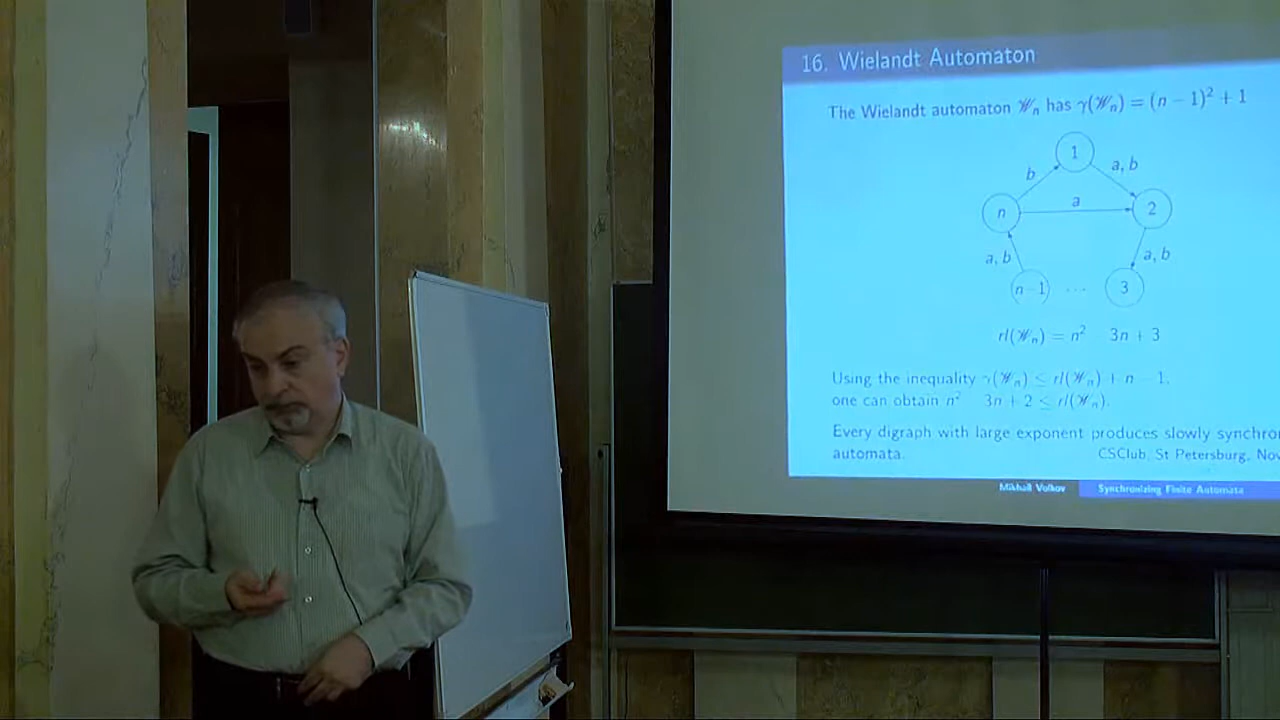 16. Wielandt Automaton
The Wielandt automaton 𝒲n has γ(𝒲n) = (n − 1)² + 1
1
b
a, b
n
a
2
a, b
a, b
n−1
...
3
rl(𝒲n) = n² 3n + 3
Using the inequality γ(𝒲n) ≤ rl(𝒲n) + n − 1,
one can obtain n² 3n + 2 ≤ rl(𝒲n).
Every digraph with large exponent produces slowly synchro
automata.
CSClub, St Petersburg, Nov
Mikhail Volkov
Synchronizing Finite Automata